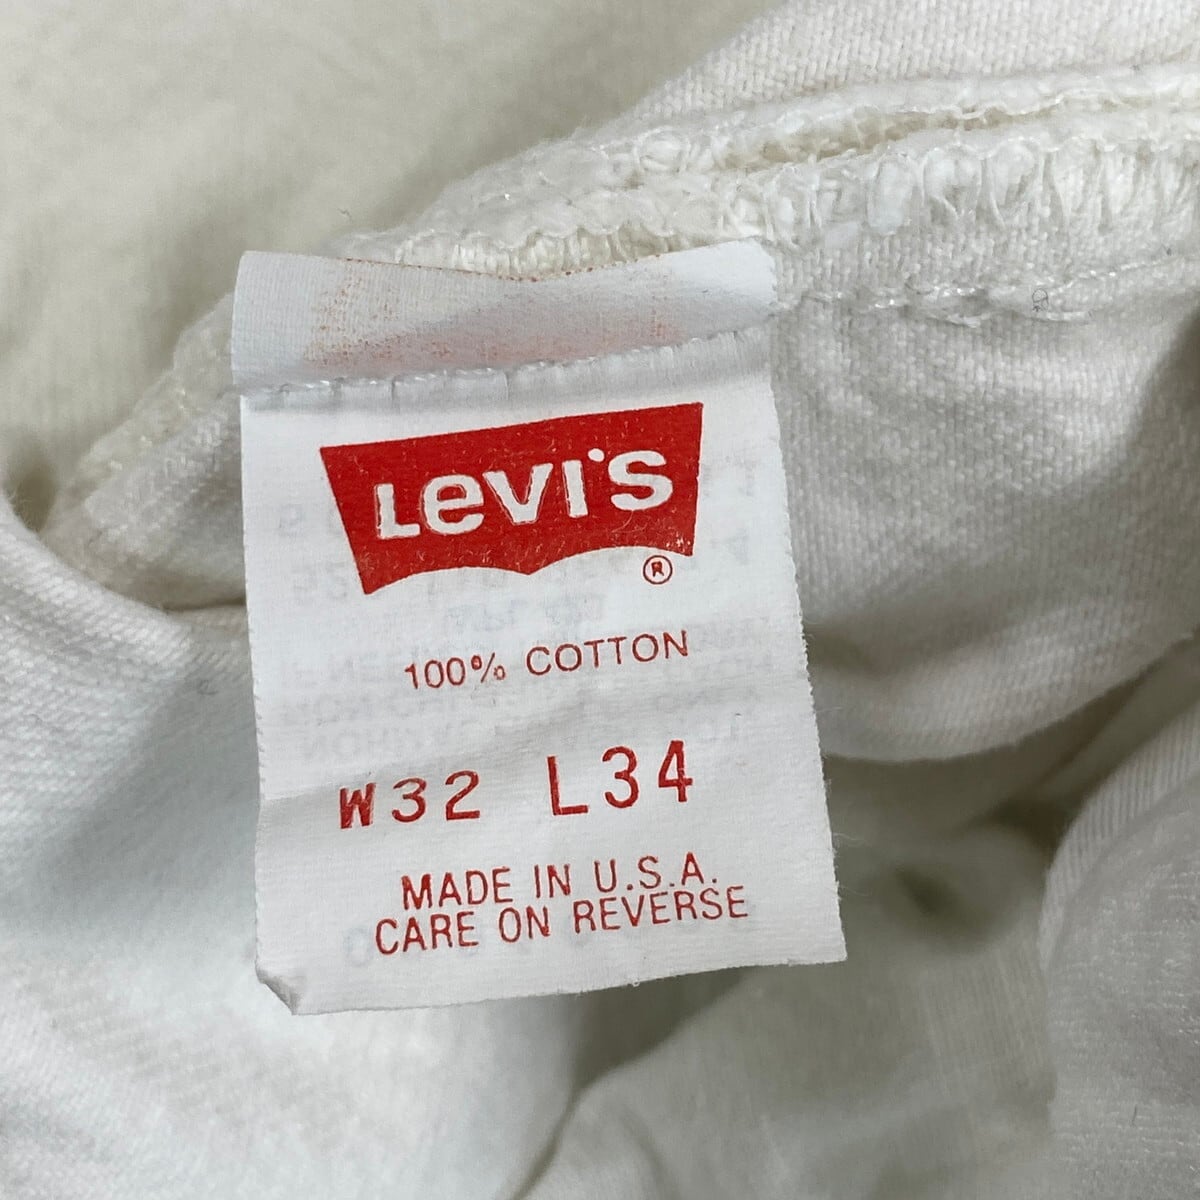 Levi's
®
100% COTTON
W32 L34
MADE IN U.S.A.
CARE ON REVERSE